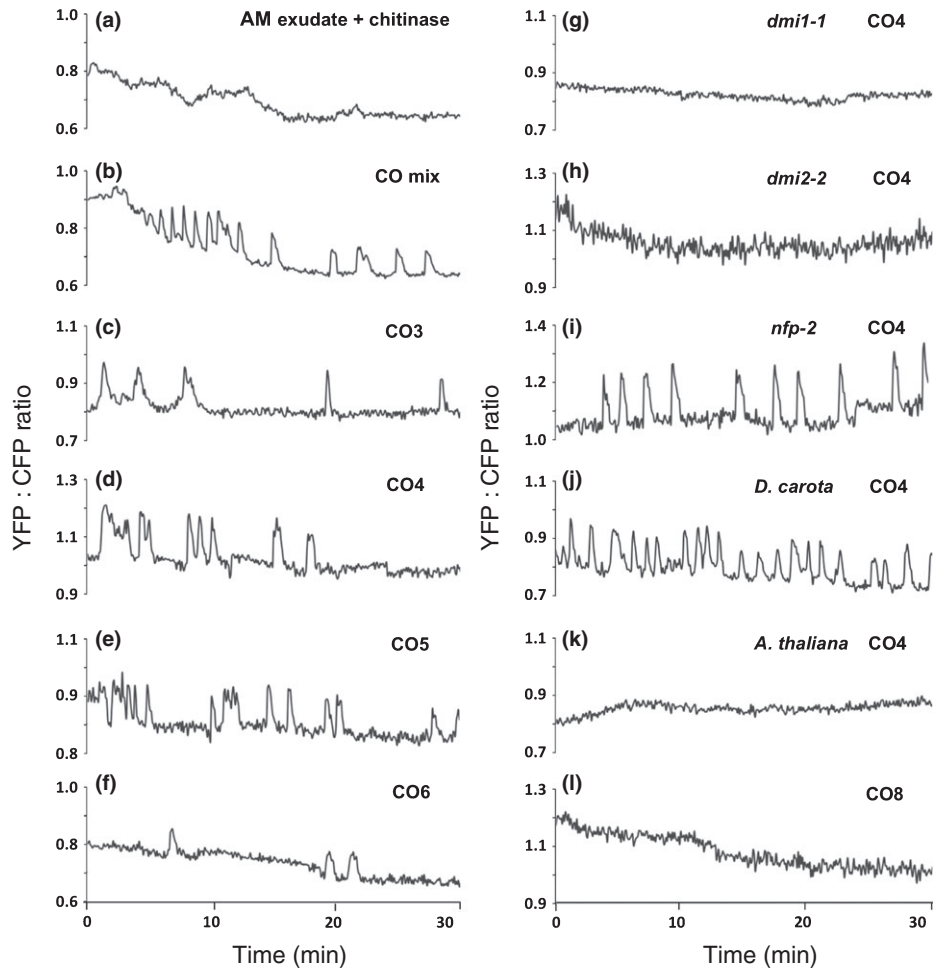 (a) AM exudate + chitinase
1.0
0.8
0.6
(b) CO mix
1.0
0.8
0.6
(c) CO3
1.1
0.9
0.7
(d) CO4
1.3
1.1
0.9
(e) CO5
1.1
0.9
0.8
(f) CO6
1.0
0.8
0.6
0 10 20 30
Time (min)
YFP : CFP ratio
(g) dmi1-1 CO4
1.1
0.9
0.7
(h) dmi2-2 CO4
1.3
1.1
0.9
(i) nfp-2 CO4
1.4
1.2
1.0
(j) D. carota CO4
1.1
0.9
0.7
(k) A. thaliana CO4
1.1
0.9
0.7
(l) CO8
1.3
1.1
0.9
0 10 20 30
Time (min)
YFP : CFP ratio